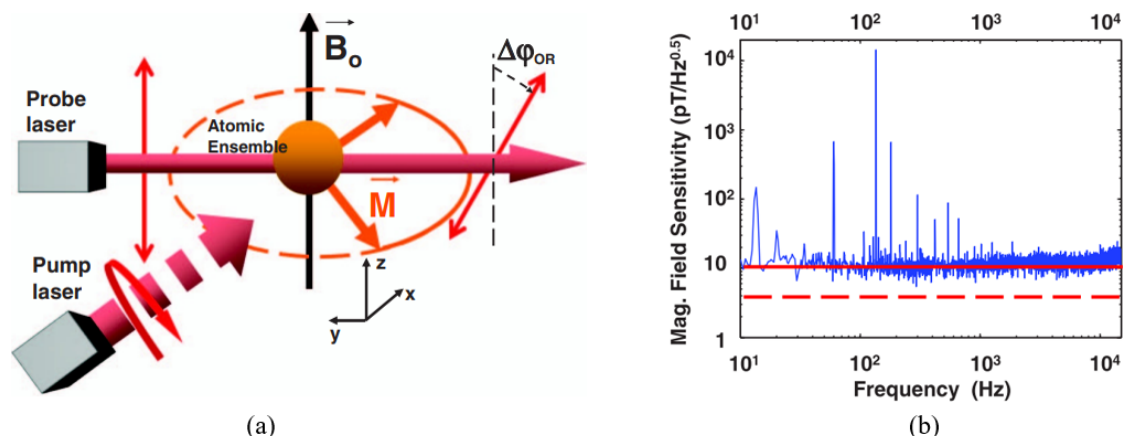 B₀
Δφ_OR
Probe
laser
Atomic
Ensemble
M
Pump
laser
z
x
y
(a)
10¹ 10² 10³ 10⁴
Mag. Field Sensitivity (pT/Hz⁰·⁵)
10⁴
10³
10²
10
1
10¹ 10² 10³ 10⁴
Frequency (Hz)
(b)